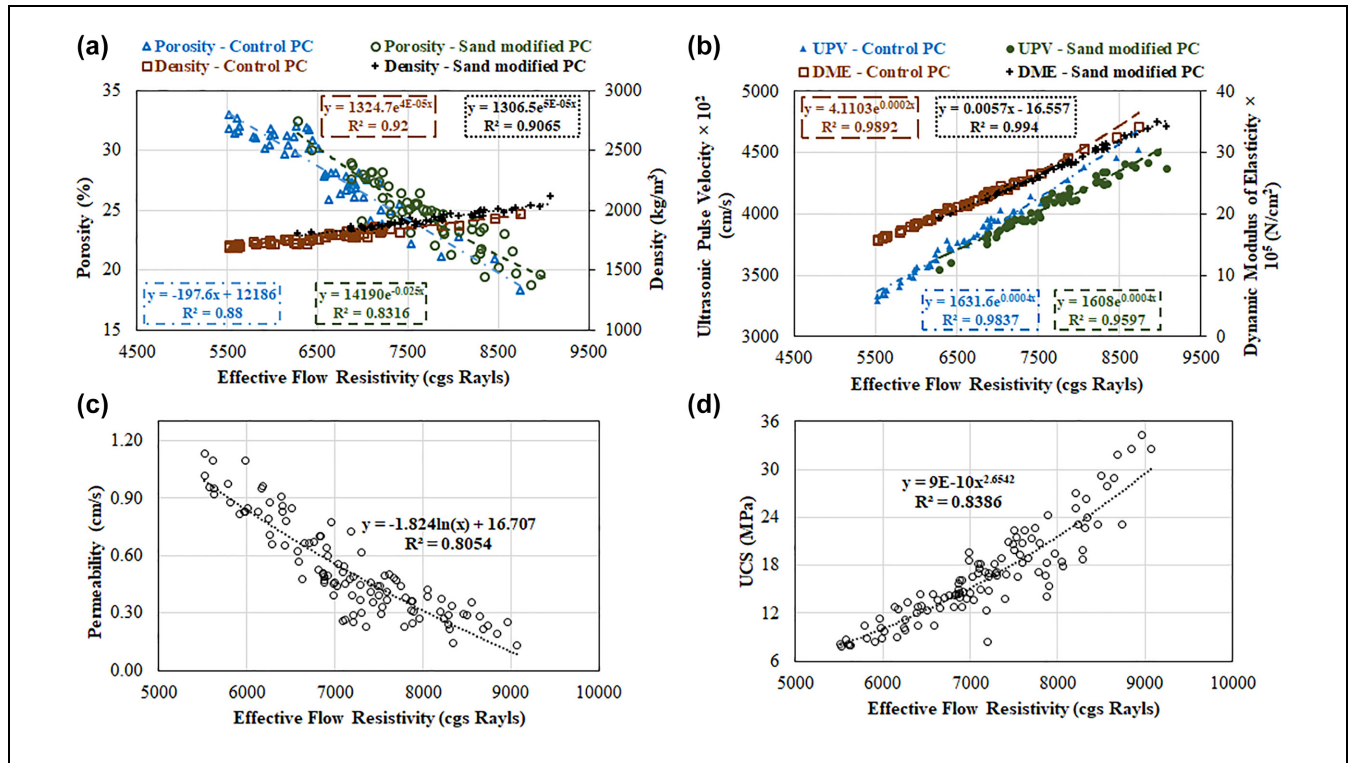 (a)
Porosity - Control PC
Porosity - Sand modified PC
Density - Control PC
Density - Sand modified PC
35
30
25
20
15
Porosity (%)
3000
2500
2000
1500
1000
Density (kg/m³)
y = 1324.7e^4E-05x
R² = 0.92
y = 1306.5e^5E-05x
R² = 0.9065
y = -197.6x + 12186
R² = 0.88
y = 14190e^-0.025x
R² = 0.8316
4500 5500 6500 7500 8500 9500
Effective Flow Resistivity (cgs Rayls)
(b)
UPV - Control PC
UPV - Sand modified PC
DME - Control PC
DME - Sand modified PC
5000
4500
4000
3500
3000
Ultrasonic Pulse Velocity × 10²
(cm/s)
40
30
20
10
0
Dynamic Modulus of Elasticity ×
10⁵ (N/cm²)
y = 4.1103e^0.0002x
R² = 0.9892
y = 0.0057x - 16.557
R² = 0.994
y = 1631.6e^0.0004x
R² = 0.9837
y = 1608e^0.0004x
R² = 0.9597
4500 5500 6500 7500 8500 9500
Effective Flow Resistivity (cgs Rayls)
(c)
1.20
0.90
0.60
0.30
0.00
Permeability (cm/s)
y = -1.824ln(x) + 16.707
R² = 0.8054
5000 6000 7000 8000 9000 10000
Effective Flow Resistivity (cgs Rayls)
(d)
36
30
24
18
12
6
UCS (MPa)
y = 9E-10x^2.6542
R² = 0.8386
5000 6000 7000 8000 9000 10000
Effective Flow Resistivity (cgs Rayls)